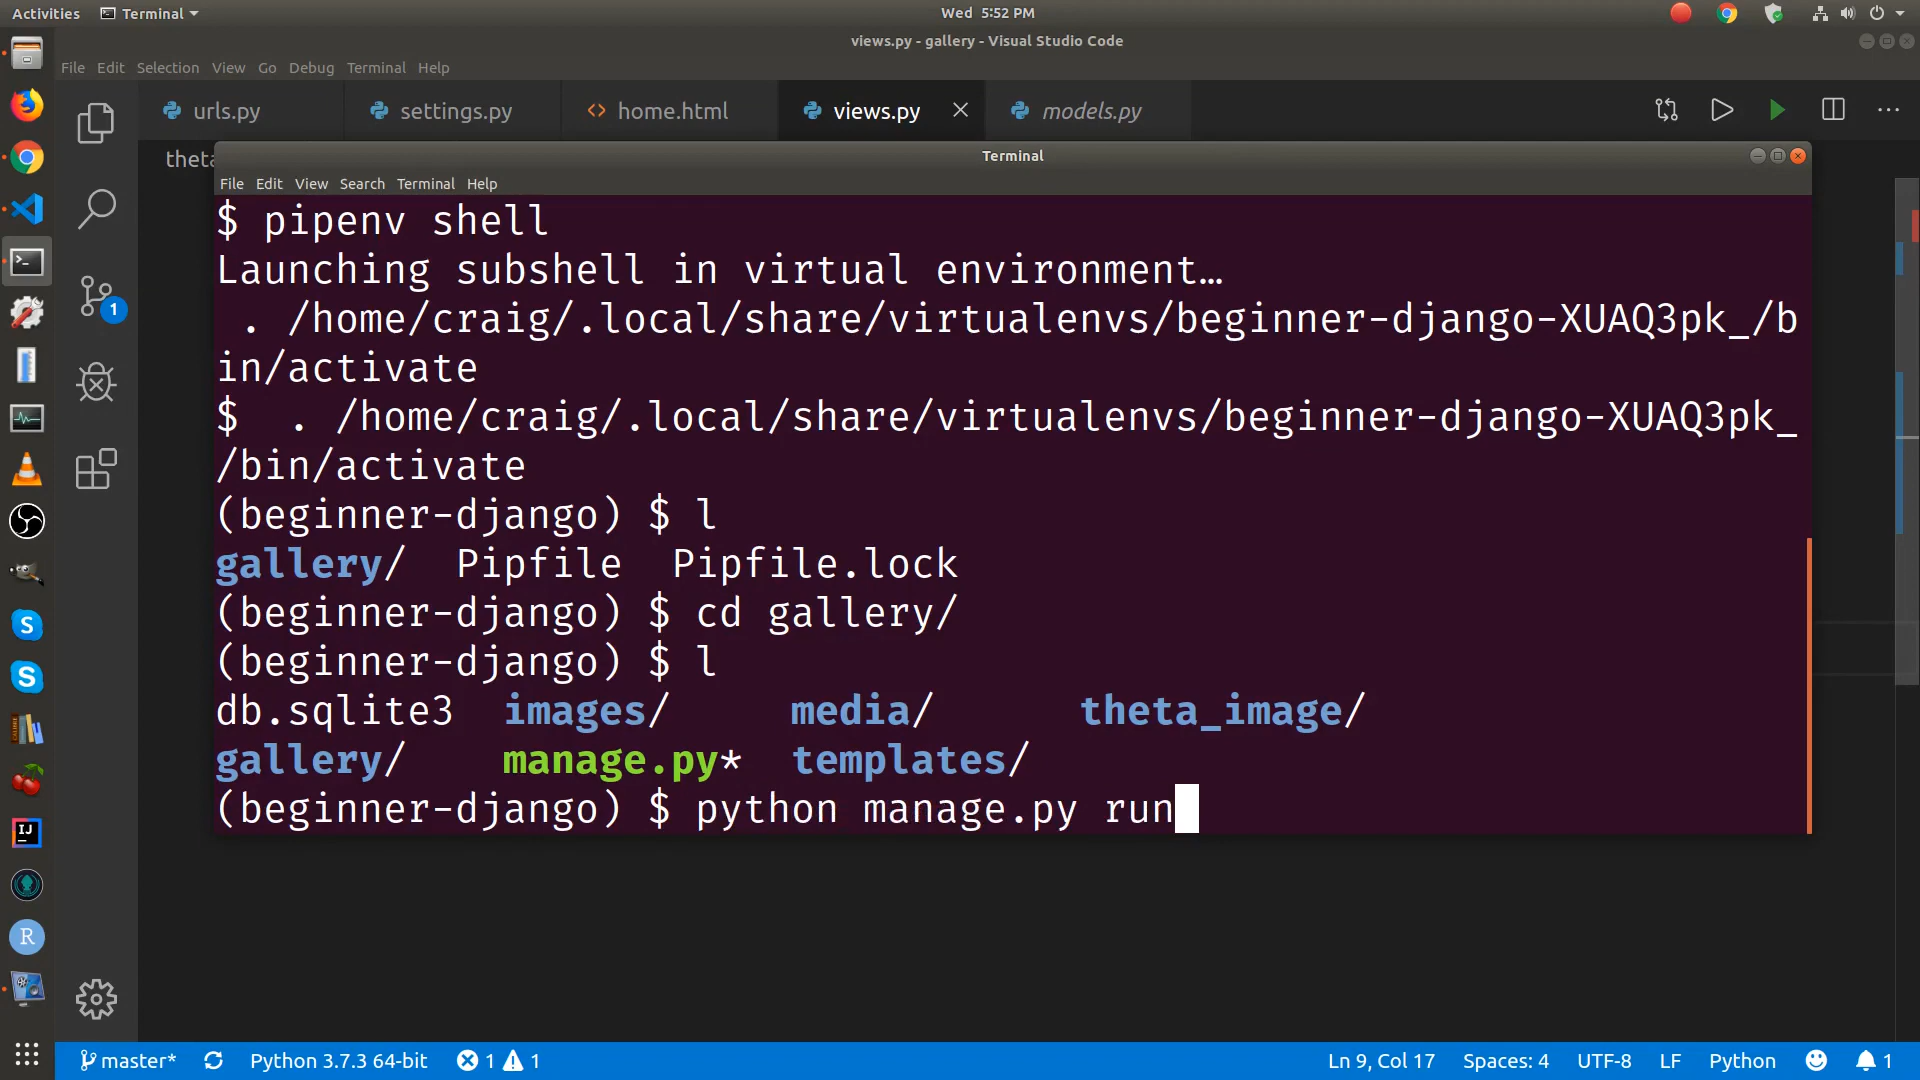 Activities Terminal Wed 5:52 PM
views.py - gallery - Visual Studio Code
File Edit Selection View Go Debug Terminal Help
urls.py settings.py home.html views.py models.py
theta
Terminal
File Edit View Search Terminal Help
$ pipenv shell
Launching subshell in virtual environment…
 . /home/craig/.local/share/virtualenvs/beginner-django-XUAQ3pk_/b
in/activate
$  . /home/craig/.local/share/virtualenvs/beginner-django-XUAQ3pk_
/bin/activate
(beginner-django) $ l
gallery/  Pipfile  Pipfile.lock
(beginner-django) $ cd gallery/
(beginner-django) $ l
db.sqlite3  images/     media/      theta_image/
gallery/    manage.py*  templates/
(beginner-django) $ python manage.py run
1
S
S
IJ
R
master* Python 3.7.3 64-bit 1 1 Ln 9, Col 17 Spaces: 4 UTF-8 LF Python 1